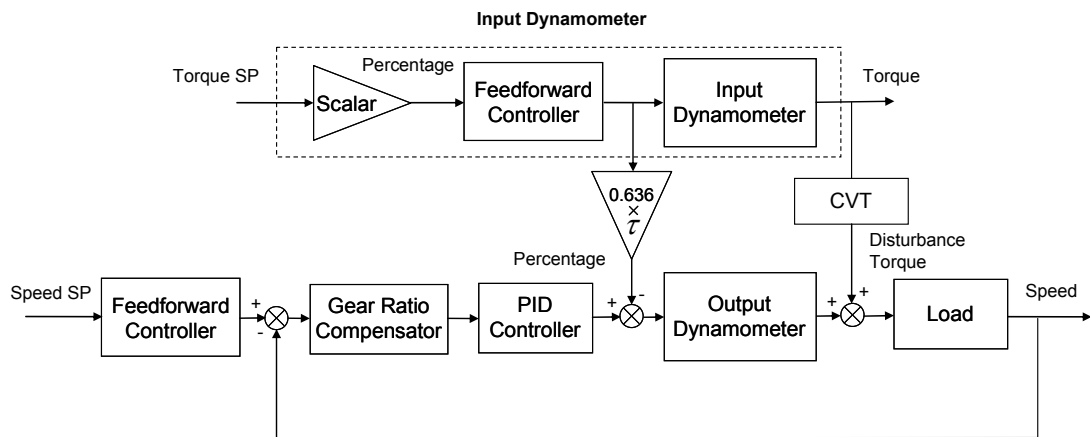 Input Dynamometer
Torque SP
Percentage
Torque
Scalar
Feedforward
Controller
Input
Dynamometer
0.636
×
τ
CVT
Percentage
Disturbance
Torque
Speed SP
Feedforward
Controller
+
-
Gear Ratio
Compensator
PID
Controller
+
-
Output
Dynamometer
+
+
Load
Speed